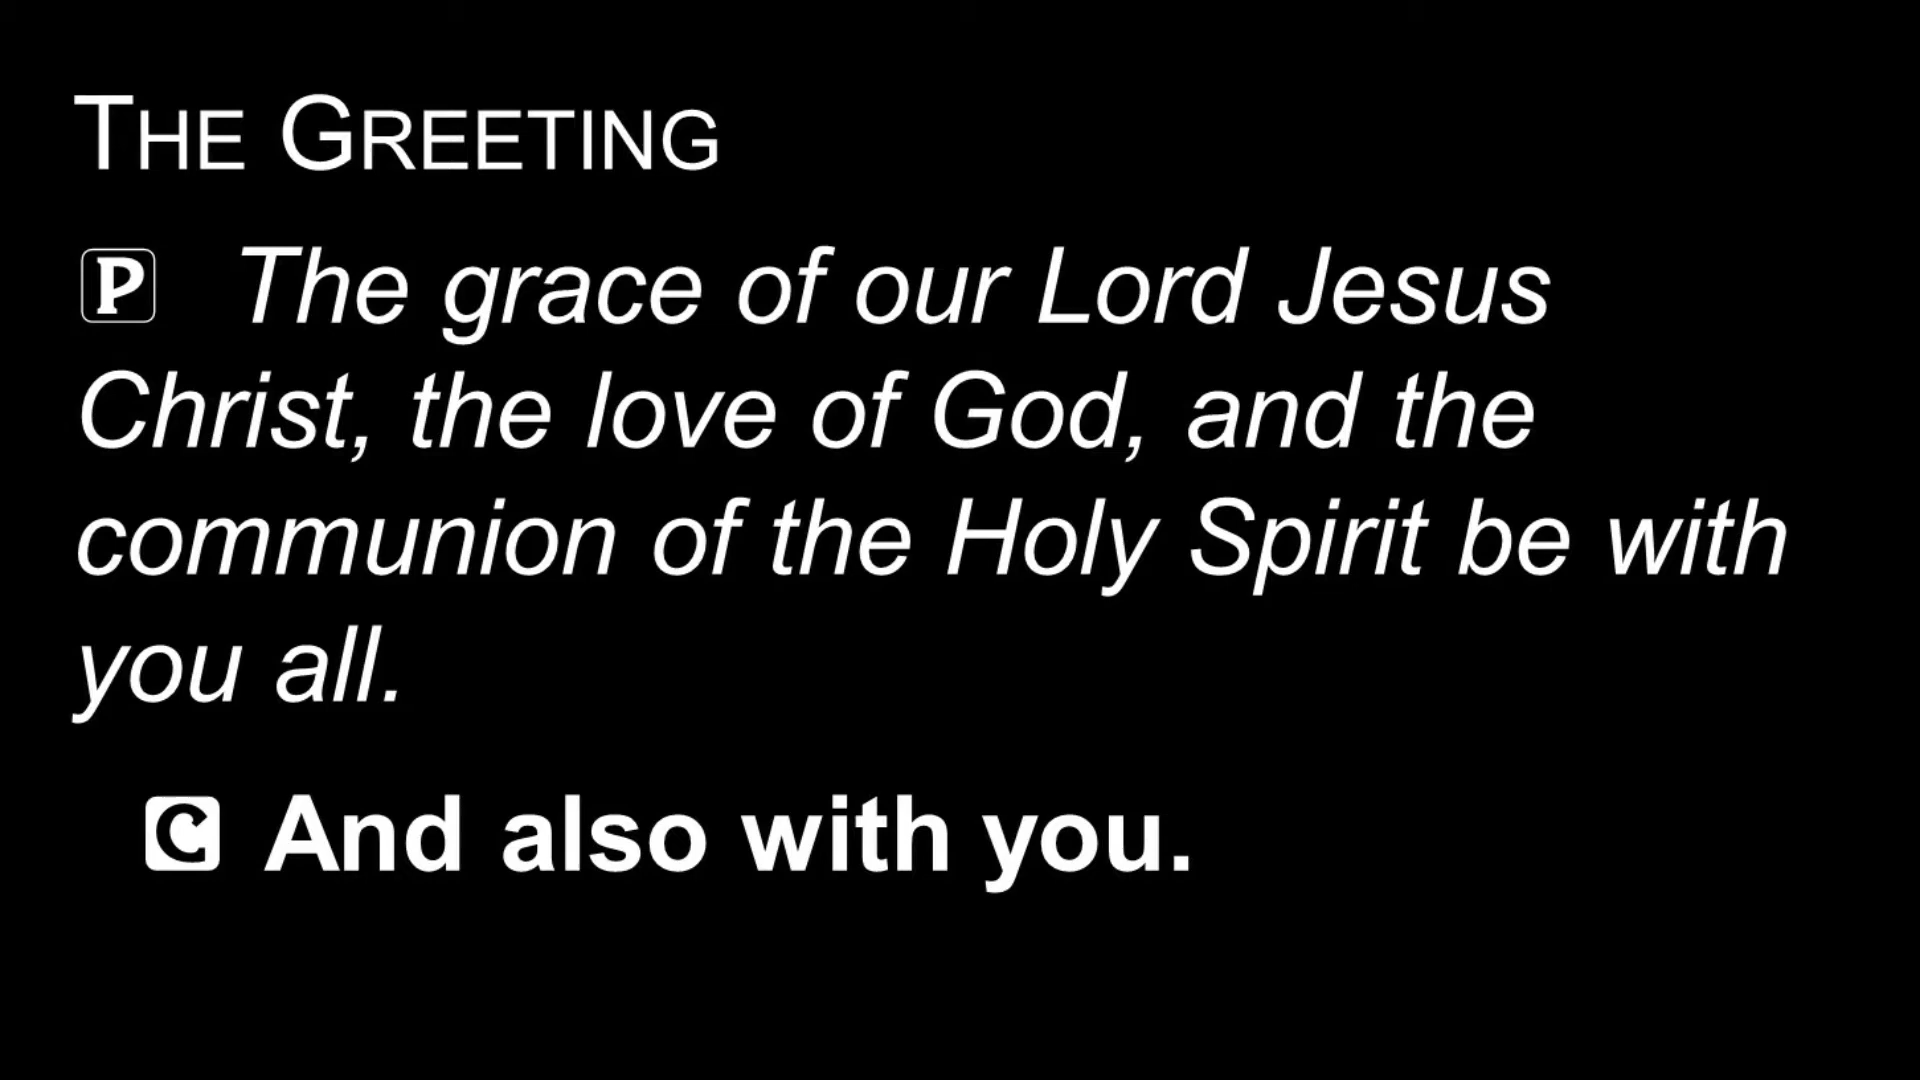 THE GREETING
P The grace of our Lord Jesus
Christ, the love of God, and the
communion of the Holy Spirit be with
you all.
C And also with you.